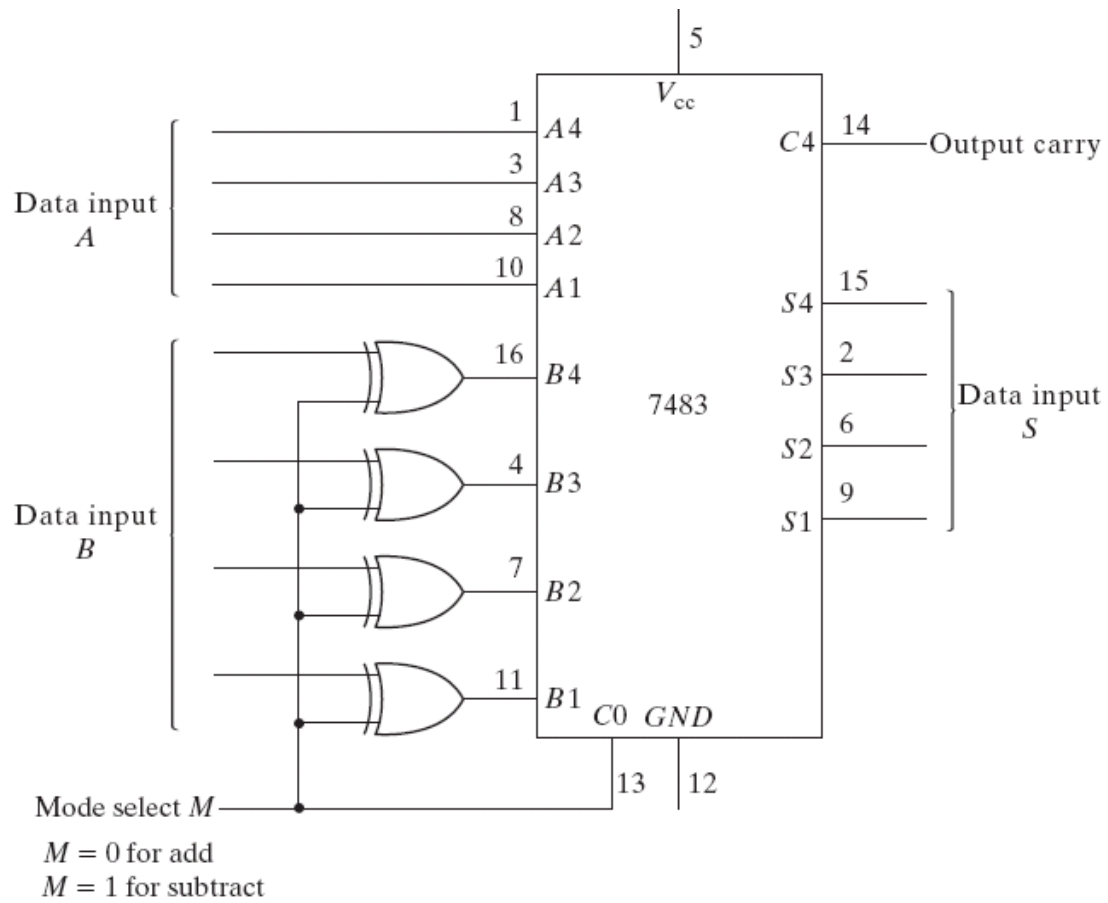 5
V_cc
1
A4
C4
14
Output carry
3
A3
Data input
A
8
A2
10
A1
S4
15
16
B4
S3
2
7483
Data input
S
4
B3
S2
6
Data input
B
S1
9
7
B2
11
B1
C0
GND
13
12
Mode select M
M = 0 for add
M = 1 for subtract